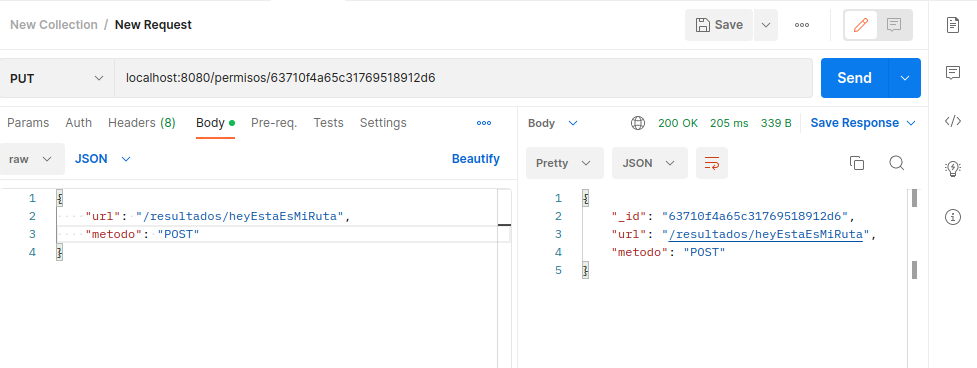 New Collection / New Request
Save
PUT
localhost:8080/permisos/63710f4a65c31769518912d6
Send
Params Auth Headers (8) Body Pre-req. Tests Settings
raw JSON Beautify
1 {
2 "url": "/resultados/heyEstaEsMiRuta",
3 "metodo": "POST"
4 }
Body 200 OK 205 ms 339 B Save Response
Pretty JSON
1 {
2 "_id": "63710f4a65c31769518912d6",
3 "url": "/resultados/heyEstaEsMiRuta",
4 "metodo": "POST"
5 }